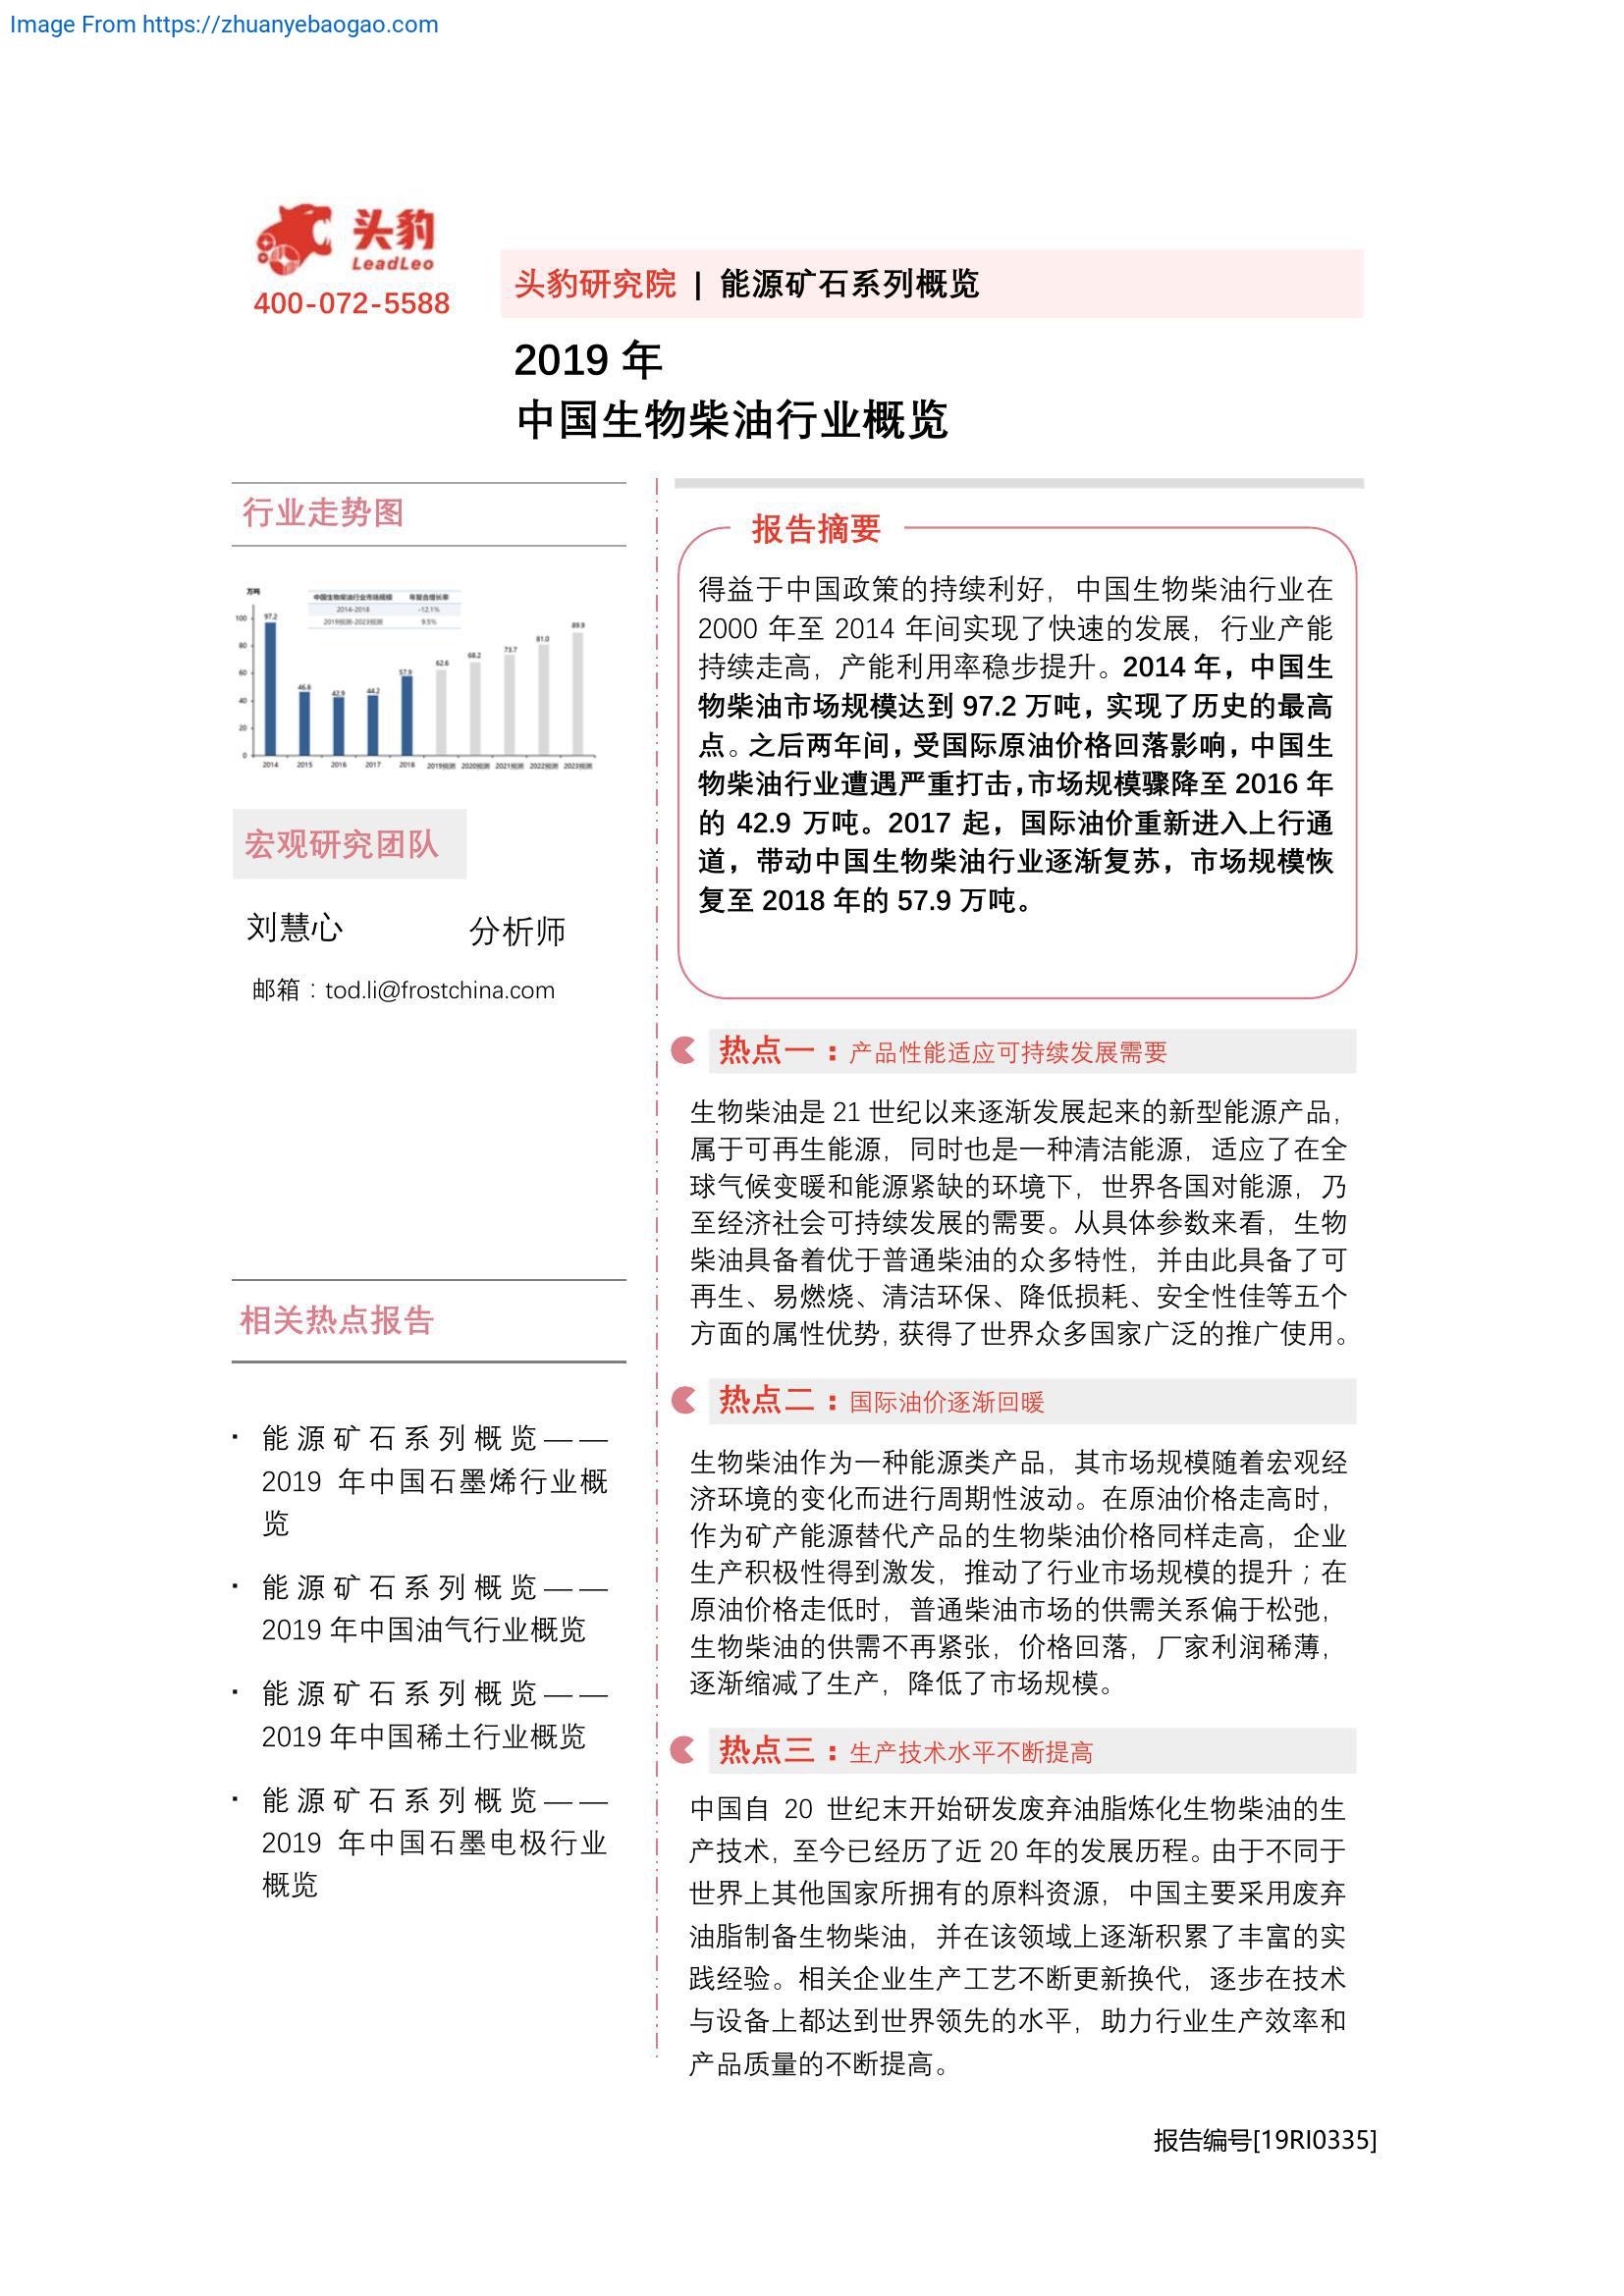 Image From https://zhuanyebaogao.com
头豹
LeadLeo
400-072-5588
头豹研究院 | 能源矿石系列概览
2019 年
中国生物柴油行业概览
行业走势图
万吨
中国生物柴油行业市场规模 年复合增长率
2014-2018 -12.1%
2019预测-2023预测 9.5%
100
80
60
40
20
0
97.2
46.8
42.9
44.2
57.9
62.6
68.2
73.7
81.0
89.9
2014 2015 2016 2017 2018 2019预测 2020预测 2021预测 2022预测 2023预测
宏观研究团队
刘慧心 分析师
邮箱：tod.li@frostchina.com
相关热点报告
· 能源矿石系列概览——
2019 年中国石墨烯行业概
览
· 能源矿石系列概览——
2019 年中国油气行业概览
· 能源矿石系列概览——
2019 年中国稀土行业概览
· 能源矿石系列概览——
2019 年中国石墨电极行业
概览
报告摘要
得益于中国政策的持续利好，中国生物柴油行业在
2000 年至 2014 年间实现了快速的发展，行业产能
持续走高，产能利用率稳步提升。2014 年，中国生
物柴油市场规模达到 97.2 万吨，实现了历史的最高
点。之后两年间，受国际原油价格回落影响，中国生
物柴油行业遭遇严重打击，市场规模骤降至 2016 年
的 42.9 万吨。2017 起，国际油价重新进入上行通
道，带动中国生物柴油行业逐渐复苏，市场规模恢
复至 2018 年的 57.9 万吨。
热点一：产品性能适应可持续发展需要
生物柴油是 21 世纪以来逐渐发展起来的新型能源产品，
属于可再生能源，同时也是一种清洁能源，适应了在全
球气候变暖和能源紧缺的环境下，世界各国对能源，乃
至经济社会可持续发展的需要。从具体参数来看，生物
柴油具备着优于普通柴油的众多特性，并由此具备了可
再生、易燃烧、清洁环保、降低损耗、安全性佳等五个
方面的属性优势，获得了世界众多国家广泛的推广使用。
热点二：国际油价逐渐回暖
生物柴油作为一种能源类产品，其市场规模随着宏观经
济环境的变化而进行周期性波动。在原油价格走高时，
作为矿产能源替代产品的生物柴油价格同样走高，企业
生产积极性得到激发，推动了行业市场规模的提升；在
原油价格走低时，普通柴油市场的供需关系偏于松弛，
生物柴油的供需不再紧张，价格回落，厂家利润稀薄，
逐渐缩减了生产，降低了市场规模。
热点三：生产技术水平不断提高
中国自 20 世纪末开始研发废弃油脂炼化生物柴油的生
产技术，至今已经历了近 20 年的发展历程。由于不同于
世界上其他国家所拥有的原料资源，中国主要采用废弃
油脂制备生物柴油，并在该领域上逐渐积累了丰富的实
践经验。相关企业生产工艺不断更新换代，逐步在技术
与设备上都达到世界领先的水平，助力行业生产效率和
产品质量的不断提高。
报告编号[19RI0335]